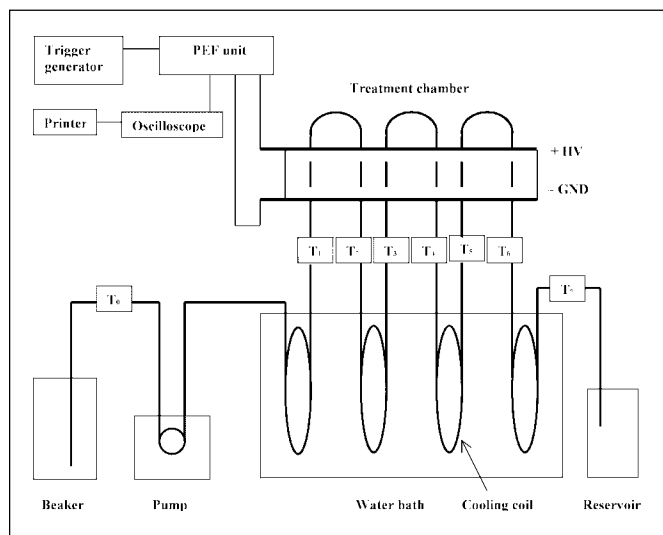 Trigger
generator
PEF unit
Printer
Oscilloscope
Treatment chamber
+ HV
- GND
T1
T3
T5
T6
T0
Beaker
Pump
Water bath
Cooling coil
Reservoir